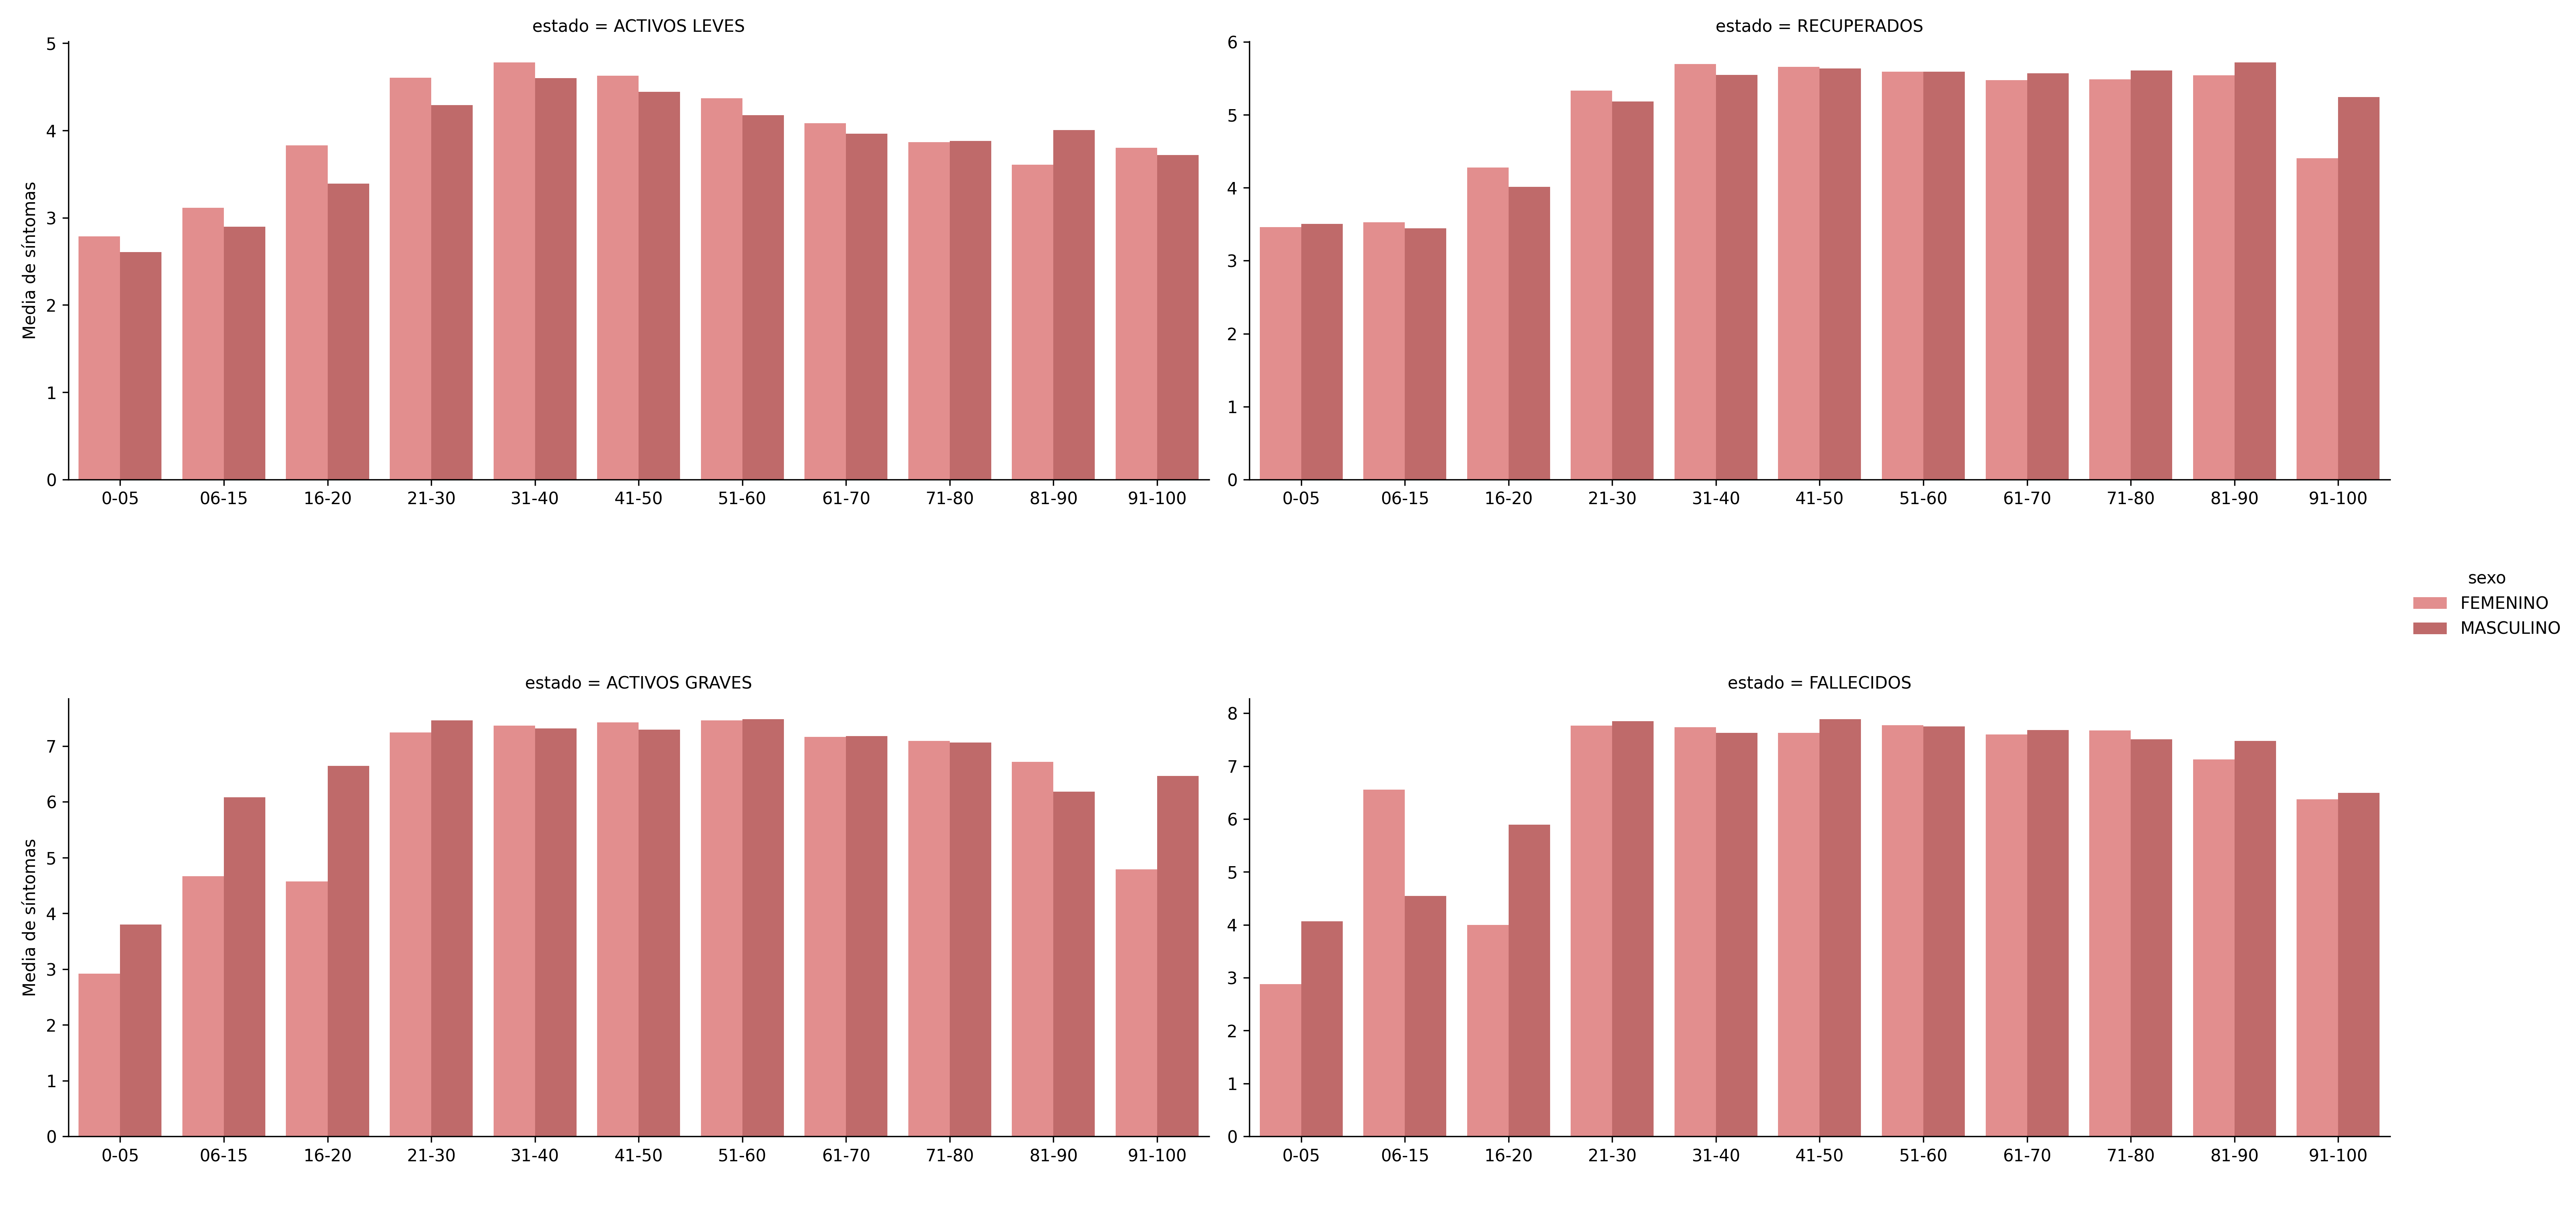 estado = ACTIVOS LEVES
5
4
3
2
1
0
Media de síntomas
0-05 06-15 16-20 21-30 31-40 41-50 51-60 61-70 71-80 81-90 91-100
estado = RECUPERADOS
6
5
4
3
2
1
0
0-05 06-15 16-20 21-30 31-40 41-50 51-60 61-70 71-80 81-90 91-100
sexo
FEMENINO
MASCULINO
estado = ACTIVOS GRAVES
7
6
5
4
3
2
1
0
Media de síntomas
0-05 06-15 16-20 21-30 31-40 41-50 51-60 61-70 71-80 81-90 91-100
estado = FALLECIDOS
8
7
6
5
4
3
2
1
0
0-05 06-15 16-20 21-30 31-40 41-50 51-60 61-70 71-80 81-90 91-100